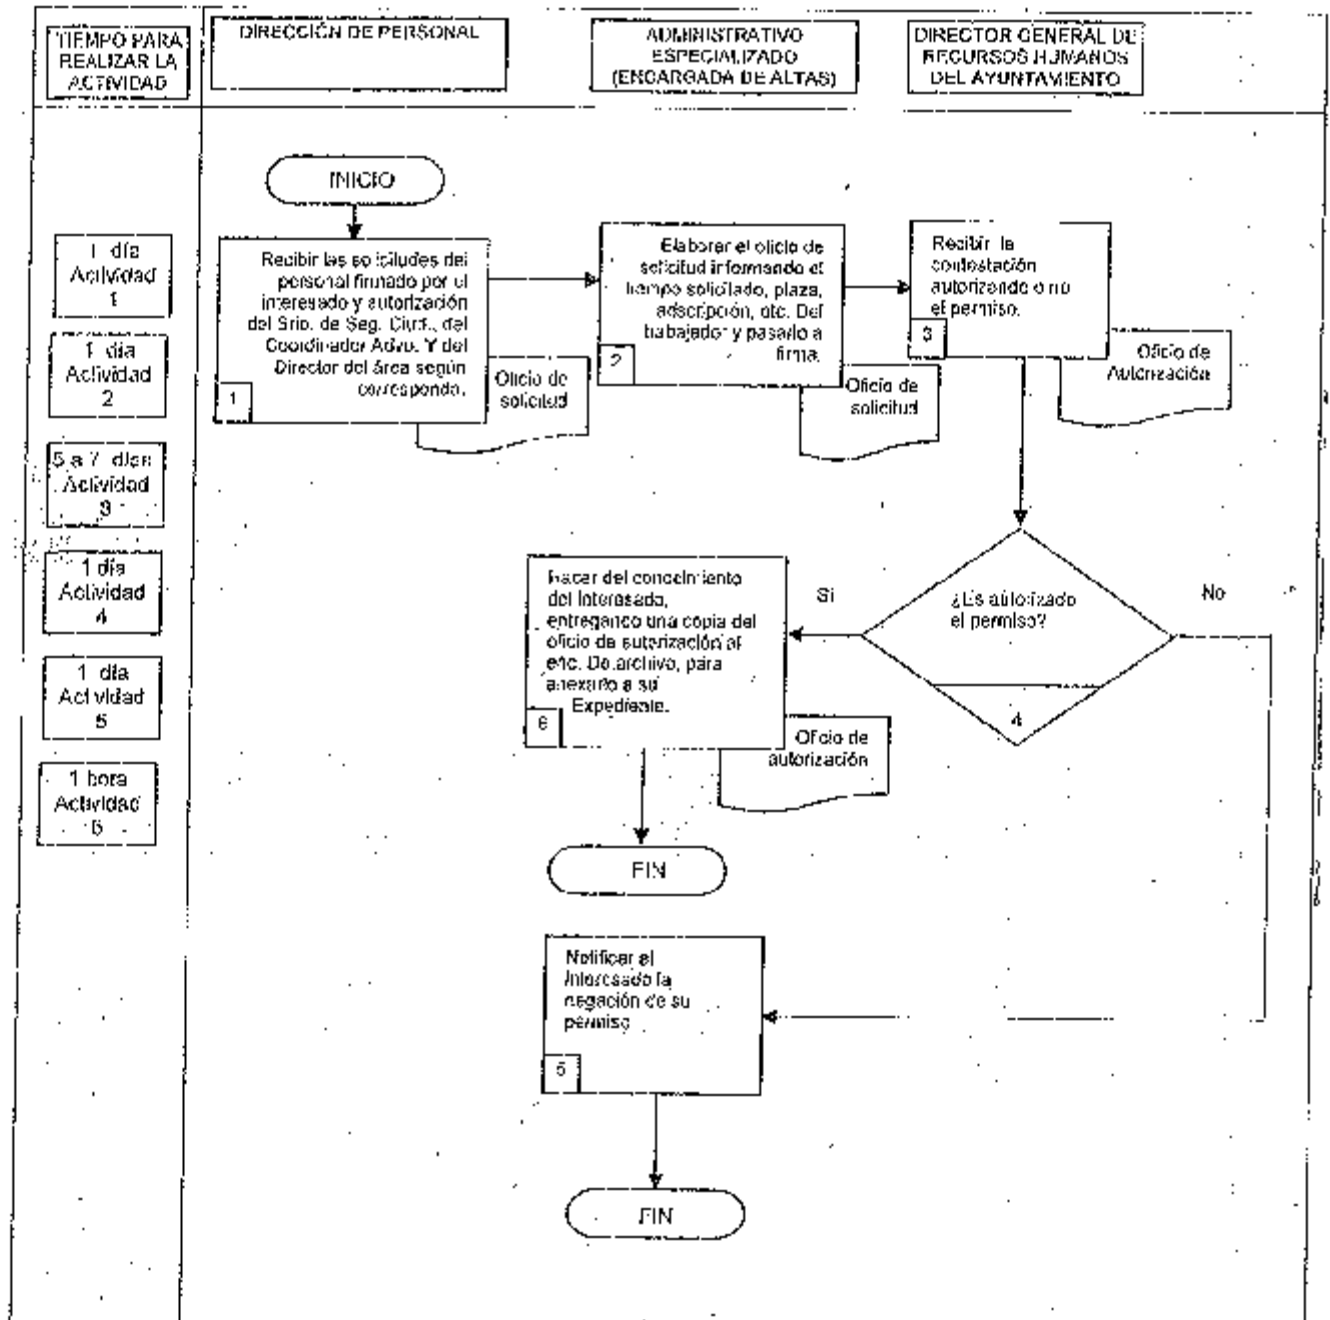 TIEMPO PARA
REALIZAR LA
ACTIVIDAD
DIRECCIÓN DE PERSONAL
ADMINISTRATIVO
ESPECIALIZADO
(ENCARGADA DE ALTAS)
DIRECTOR GENERAL DE
RECURSOS HUMANOS
DEL AYUNTAMIENTO
INICIO
1 día
Actividad
1
1 día
Actividad
2
5 a 7 días
Actividad
3
1 día
Actividad
4
1 día
Actividad
5
1 hora
Actividad
6
Recibir las solicitudes del
personal firmado por el
interesado y autorización
del Srio. de Seg. Ciud., del
Coordinador Advo. Y del
Director del área según
corresponda.
1
Oficio de
solicitud
Elaborar el oficio de
solicitud informando el
tiempo solicitado, plaza,
adscripción, etc. Del
trabajador y pasarlo a
firma.
2
Oficio de
solicitud
Recibir la
contestación
autorizando o no
el permiso.
3
Oficio de
Autorización
¿Es autorizado
el permiso?
4
Si
No
Hacer del conocimiento
del interesado,
entregando una copia del
oficio de autorización al
enc. De archivo, para
anexarlo a su
Expediente.
6
Oficio de
autorización
FIN
Notificar al
interesado la
negación de su
permiso
5
FIN